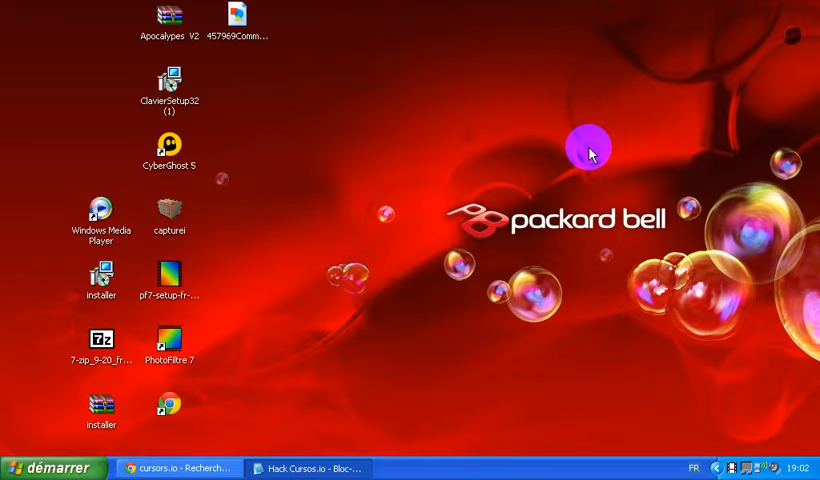 Apocalypes V2
457969Comm...
ClavierSetup32
(1)
CyberGhost 5
Windows Media
Player
capturei
installer
pf7-setup-fr-...
7-zip_9-20_fr...
PhotoFiltre 7
installer
packard bell
démarrer
cursors.io - Recherch...
Hack Cursos.io - Bloc-...
FR
19:02
7z